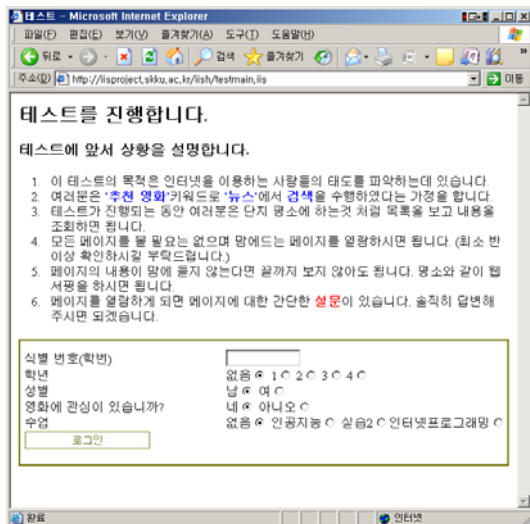 테스트 - Microsoft Internet Explorer
파일(F) 편집(E) 보기(V) 즐겨찾기(A) 도구(T) 도움말(H)
뒤로 검색 즐겨찾기 »
주소(D) http://lisproject.skku.ac.kr/lish/testmain.lis 이동
테스트를 진행합니다.
테스트에 앞서 상황을 설명합니다.
1. 이 테스트의 목적은 인터넷을 이용하는 사람들의 태도를 파악하는데 있습니다.
2. 여러분은 '추천 영화'키워드로 '뉴스'에서 검색을 수행하였다는 가정을 합니다.
3. 테스트가 진행되는 동안 여러분은 단지 평소에 하는것 처럼 목록을 보고 내용을
조회하면 됩니다.
4. 모든 페이지를 볼 필요는 없으며 맘에드는 페이지를 열람하시면 됩니다. (최소 반
이상 확인하시길 부탁드립니다.)
5. 페이지의 내용이 맘에 들지 않는다면 끝까지 보지 않아도 됩니다. 평소와 같이 웹
서핑을 하시면 됩니다.
6. 페이지를 열람하게 되면 페이지에 대한 간단한 설문이 있습니다. 솔직히 답변해
주시면 되겠습니다.
식별 번호(학번)
학년 없음 1 2 3 4
성별 남 여
영화에 관심이 있습니까? 네 아니오
수업 없음 인공지능 실습2 인터넷프로그래밍
로그인
완료 인터넷